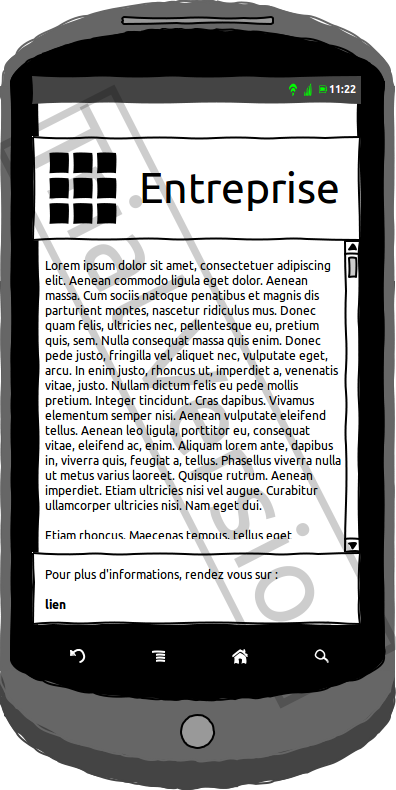 11:22
Entreprise
Lorem ipsum dolor sit amet, consectetuer adipiscing
elit. Aenean commodo ligula eget dolor. Aenean
massa. Cum sociis natoque penatibus et magnis dis
parturient montes, nascetur ridiculus mus. Donec
quam felis, ultricies nec, pellentesque eu, pretium
quis, sem. Nulla consequat massa quis enim. Donec
pede justo, fringilla vel, aliquet nec, vulputate eget,
arcu. In enim justo, rhoncus ut, imperdiet a, venenatis
vitae, justo. Nullam dictum felis eu pede mollis
pretium. Integer tincidunt. Cras dapibus. Vivamus
elementum semper nisi. Aenean vulputate eleifend
tellus. Aenean leo ligula, porttitor eu, consequat
vitae, eleifend ac, enim. Aliquam lorem ante, dapibus
in, viverra quis, feugiat a, tellus. Phasellus viverra nulla
ut metus varius laoreet. Quisque rutrum. Aenean
imperdiet. Etiam ultricies nisi vel augue. Curabitur
ullamcorper ultricies nisi. Nam eget dui.
Etiam rhoncus. Maecenas tempus, tellus eget
Pour plus d'informations, rendez vous sur :
lien
Trial Versio